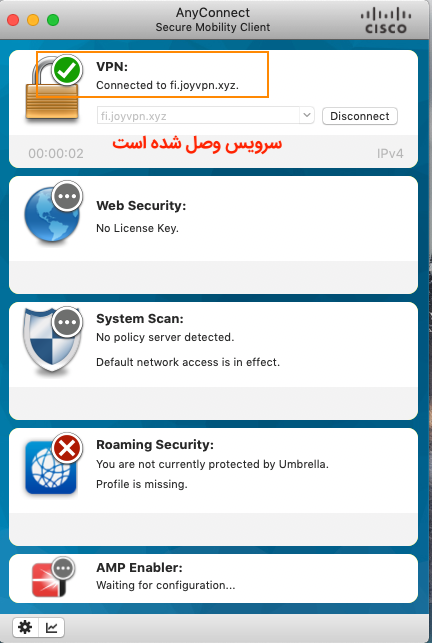 AnyConnect
Secure Mobility Client
CISCO
VPN:
Connected to fi.joyvpn.xyz.
fi.joyvpn.xyz
Disconnect
سرویس وصل شده است
00:00:02
IPv4
Web Security:
No License Key.
System Scan:
No policy server detected.
Default network access is in effect.
Roaming Security:
You are not currently protected by Umbrella.
Profile is missing.
AMP Enabler:
Waiting for configuration...